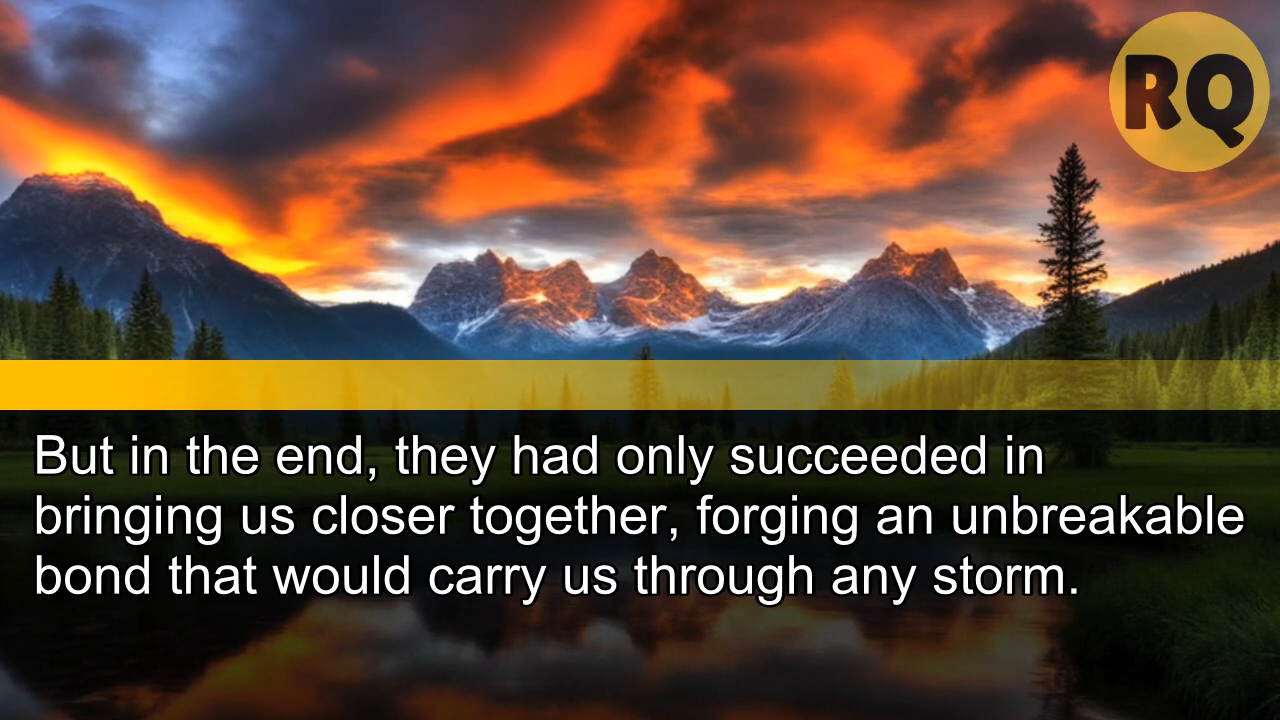 RQ
But in the end, they had only succeeded in
bringing us closer together, forging an unbreakable
bond that would carry us through any storm.